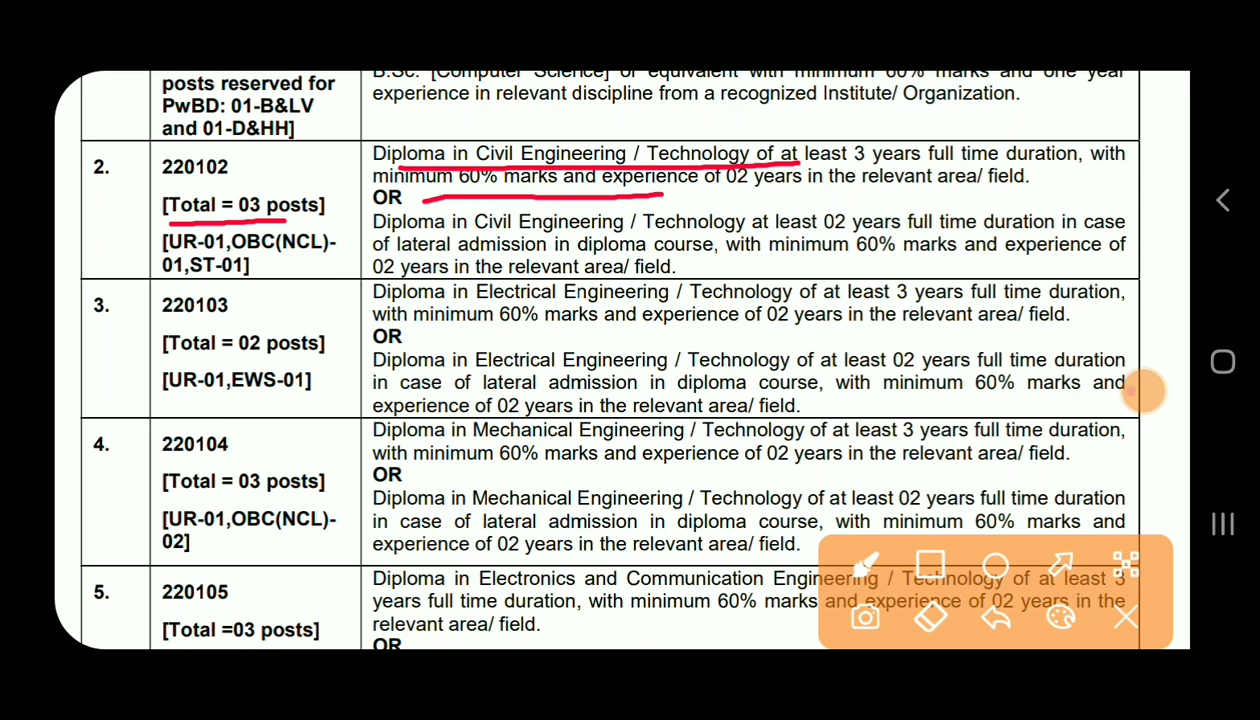 posts reserved for
PwBD: 01-B&LV
and 01-D&HH]
B.Sc. [Computer Science] or equivalent with minimum 60% marks and one year
experience in relevant discipline from a recognized Institute/ Organization.
2.
220102
[Total = 03 posts]
[UR-01,OBC(NCL)-
01,ST-01]
Diploma in Civil Engineering / Technology of at least 3 years full time duration, with
minimum 60% marks and experience of 02 years in the relevant area/ field.
OR
Diploma in Civil Engineering / Technology at least 02 years full time duration in case
of lateral admission in diploma course, with minimum 60% marks and experience of
02 years in the relevant area/ field.
3.
220103
[Total = 02 posts]
[UR-01,EWS-01]
Diploma in Electrical Engineering / Technology of at least 3 years full time duration,
with minimum 60% marks and experience of 02 years in the relevant area/ field.
OR
Diploma in Electrical Engineering / Technology of at least 02 years full time duration
in case of lateral admission in diploma course, with minimum 60% marks and
experience of 02 years in the relevant area/ field.
4.
220104
[Total = 03 posts]
[UR-01,OBC(NCL)-
02]
Diploma in Mechanical Engineering / Technology of at least 3 years full time duration,
with minimum 60% marks and experience of 02 years in the relevant area/ field.
OR
Diploma in Mechanical Engineering / Technology of at least 02 years full time duration
in case of lateral admission in diploma course, with minimum 60% marks and
experience of 02 years in the relevant area/ field.
5.
220105
[Total =03 posts]
Diploma in Electronics and Communication Engineering / Technology of at least 3
years full time duration, with minimum 60% marks and experience of 02 years in the
relevant area/ field.
OR